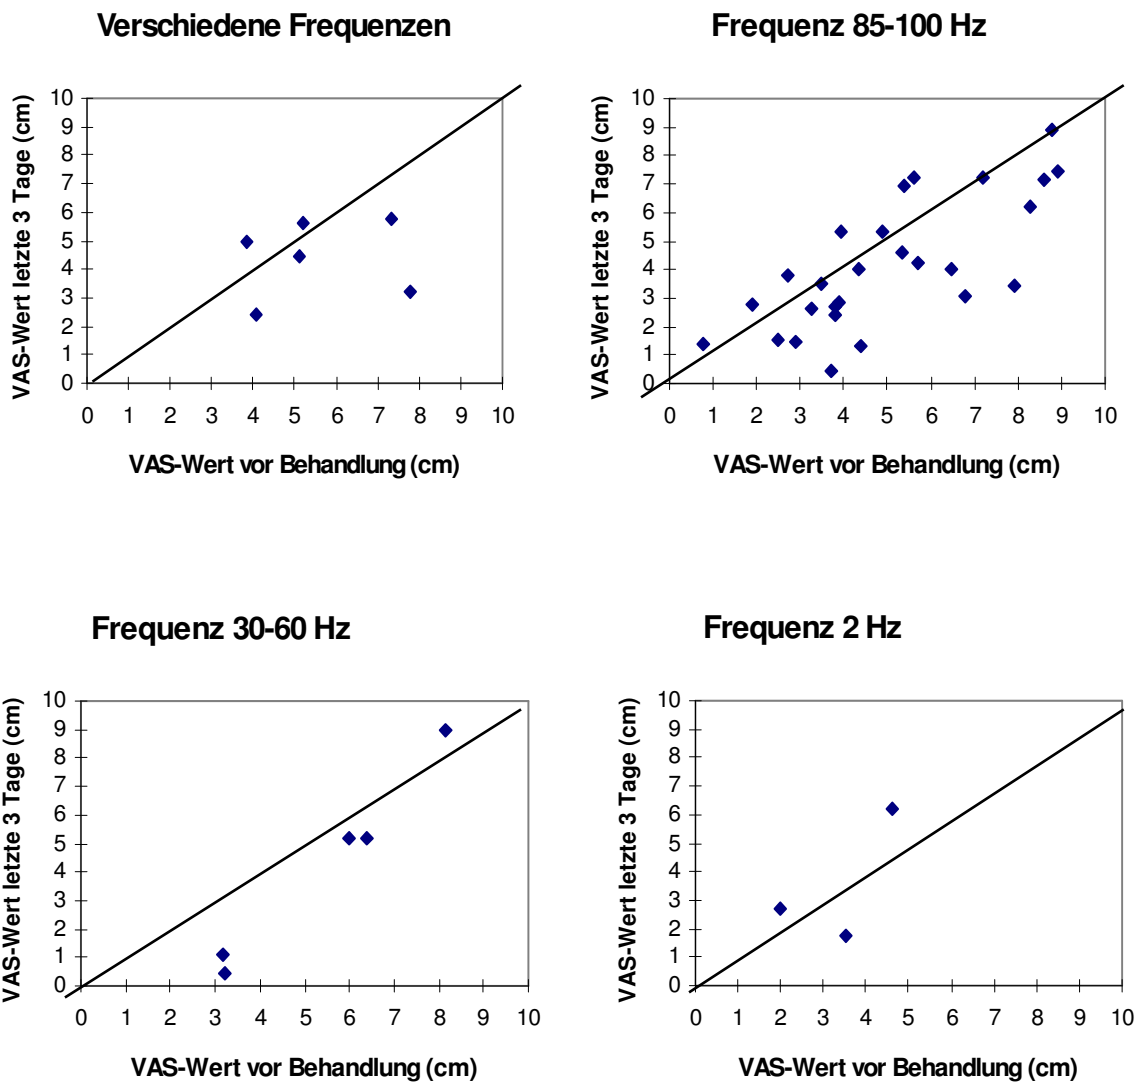 Verschiedene Frequenzen
VAS-Wert letzte 3 Tage (cm)
10
9
8
7
6
5
4
3
2
1
0
0 1 2 3 4 5 6 7 8 9 10
VAS-Wert vor Behandlung (cm)
Frequenz 85-100 Hz
VAS-Wert letzte 3 Tage (cm)
10
9
8
7
6
5
4
3
2
1
0
0 1 2 3 4 5 6 7 8 9 10
VAS-Wert vor Behandlung (cm)
Frequenz 30-60 Hz
VAS-Wert letzte 3 Tage (cm)
10
9
8
7
6
5
4
3
2
1
0
0 1 2 3 4 5 6 7 8 9 10
VAS-Wert vor Behandlung (cm)
Frequenz 2 Hz
VAS-Wert letzte 3 Tage (cm)
10
9
8
7
6
5
4
3
2
1
0
0 1 2 3 4 5 6 7 8 9 10
VAS-Wert vor Behandlung (cm)